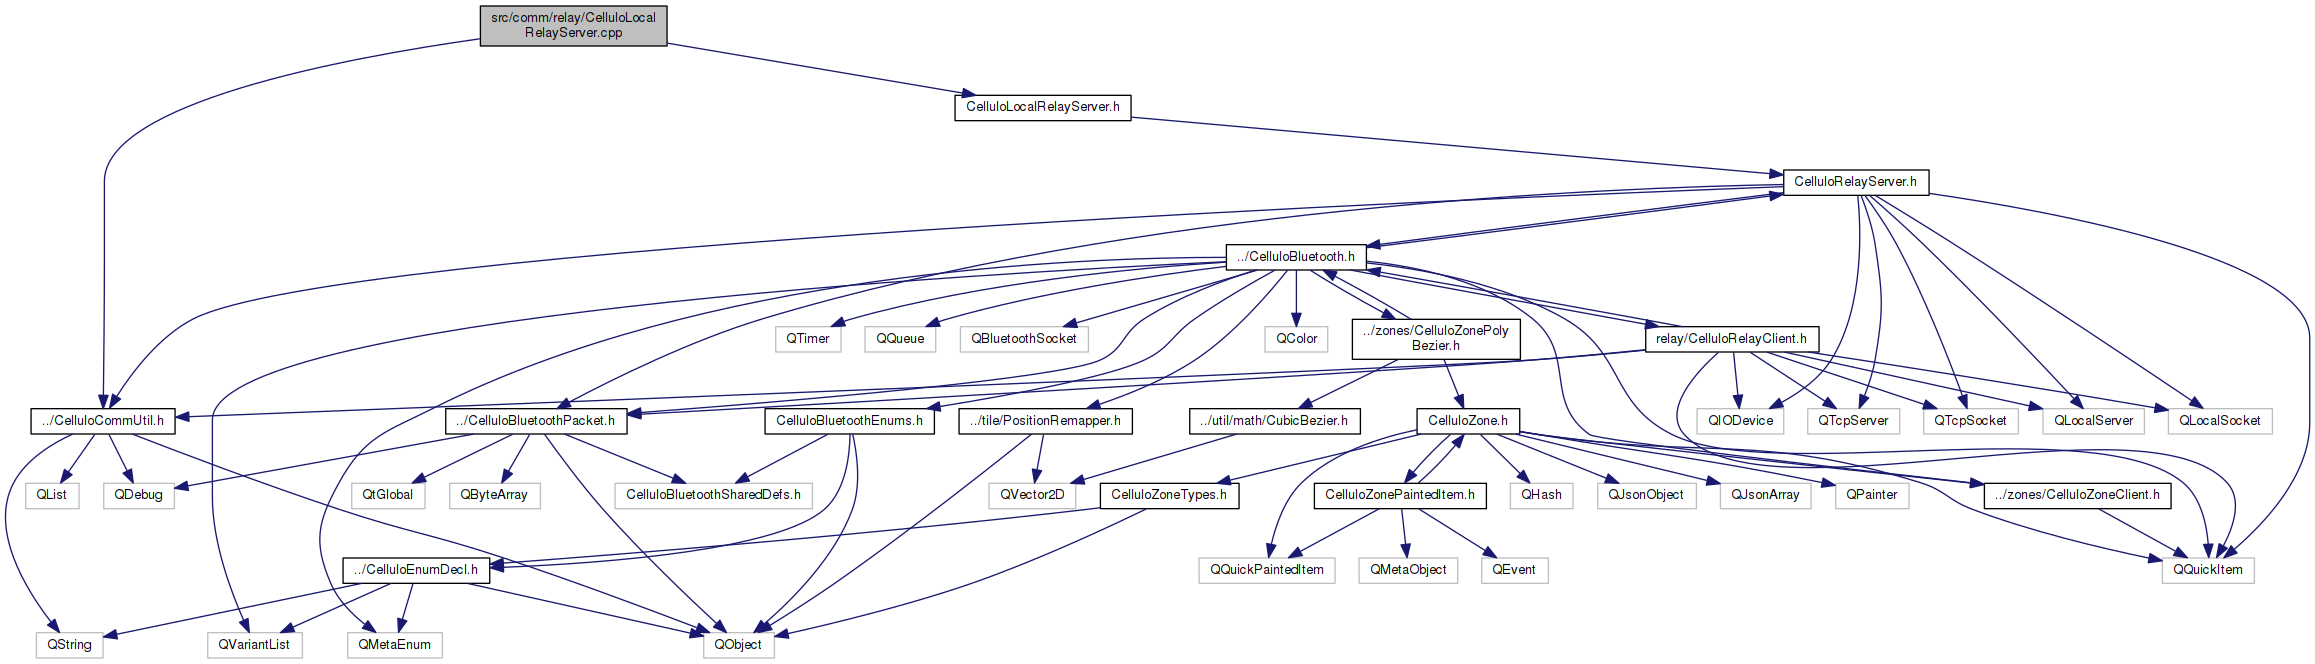 src/comm/relay/CelluloLocal
RelayServer.cpp
CelluloLocalRelayServer.h
CelluloRelayServer.h
../CelluloBluetooth.h
QTimer
QQueue
QBluetoothSocket
QColor
../zones/CelluloZonePoly
Bezier.h
relay/CelluloRelayClient.h
../CelluloCommUtil.h
../CelluloBluetoothPacket.h
CelluloBluetoothEnums.h
../tile/PositionRemapper.h
../util/math/CubicBezier.h
CelluloZone.h
QIODevice
QTcpServer
QTcpSocket
QLocalServer
QLocalSocket
QList
QDebug
QtGlobal
QByteArray
CelluloBluetoothSharedDefs.h
QVector2D
CelluloZoneTypes.h
CelluloZonePaintedItem.h
QHash
QJsonObject
QJsonArray
QPainter
../zones/CelluloZoneClient.h
../CelluloEnumDecl.h
QQuickPaintedItem
QMetaObject
QEvent
QQuickItem
QString
QVariantList
QMetaEnum
QObject